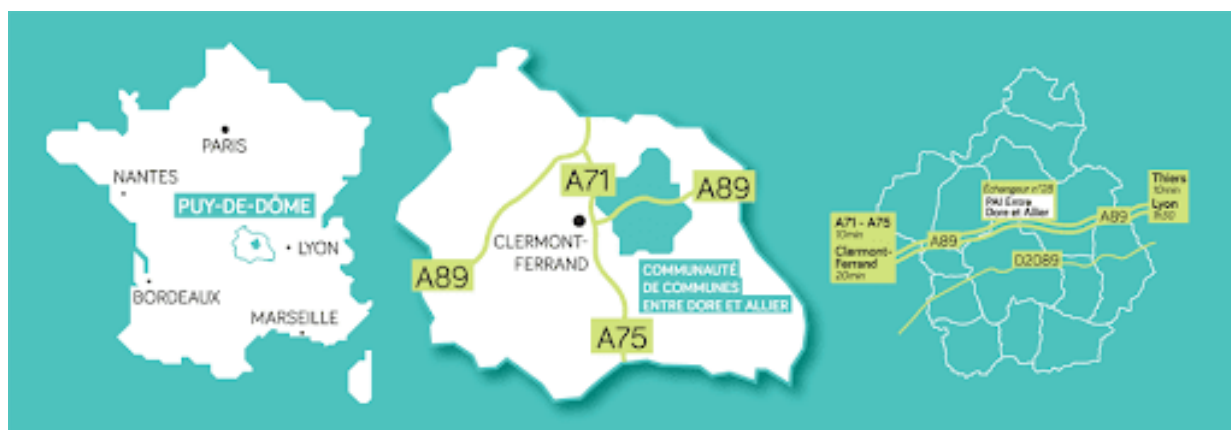 PARIS
NANTES
PUY-DE-DÔME
LYON
BORDEAUX
MARSEILLE
A71
A89
CLERMONT-
FERRAND
A89
COMMUNAUTÉ
DE COMMUNES
ENTRE DORE ET ALLIER
A75
Échangeur n°28
PAI Entre
Dore et Allier
Thiers
10min
Lyon
1h30
A71 - A75
10min
Clermont-
Ferrand
20min
A89
A89
D2089